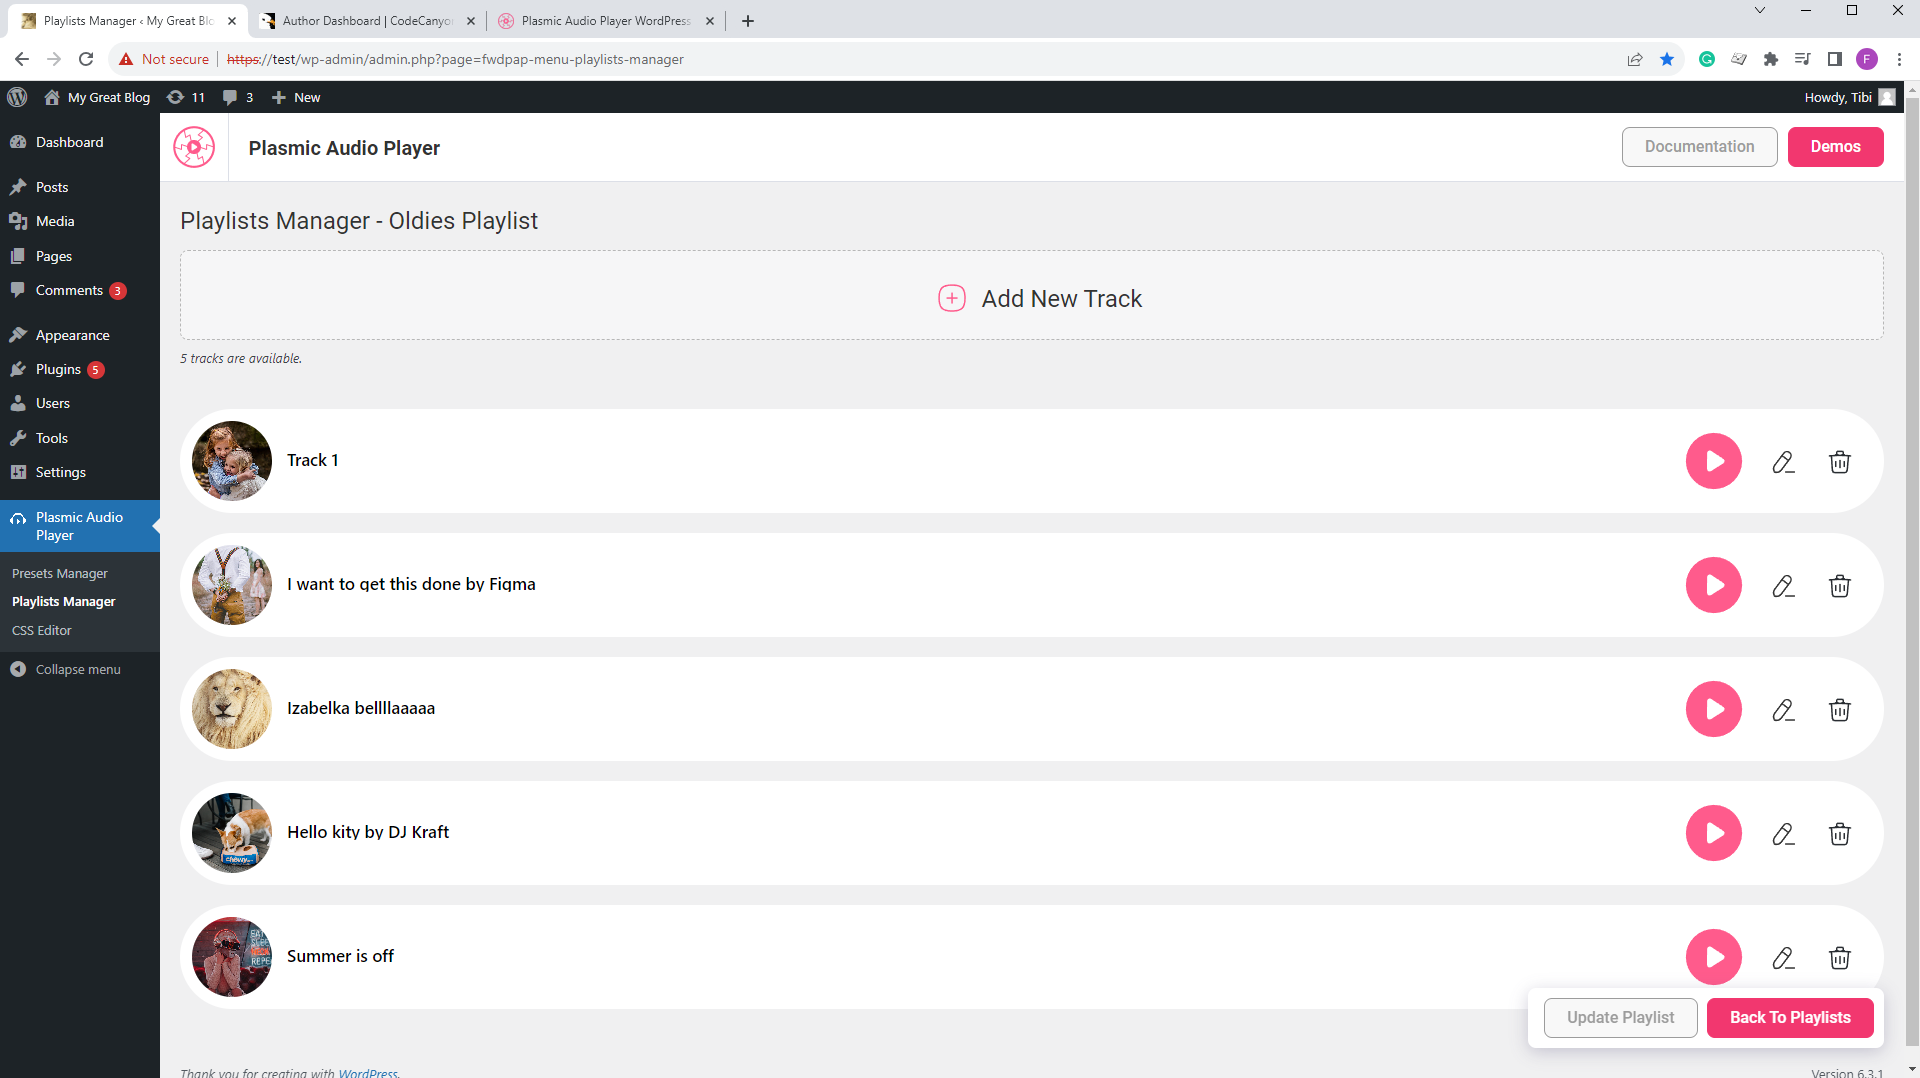 Playlists Manager ‹ My Great Blo
Author Dashboard | CodeCanyon
Plasmic Audio Player WordPress
Not secure
https://test/wp-admin/admin.php?page=fwdpap-menu-playlists-manager
F
My Great Blog
11
3
New
Howdy, Tibi
Dashboard
Posts
Media
Pages
Comments 3
Appearance
Plugins 5
Users
Tools
Settings
Plasmic Audio
Player
Presets Manager
Playlists Manager
CSS Editor
Collapse menu
Plasmic Audio Player
Documentation
Demos
Playlists Manager - Oldies Playlist
Add New Track
5 tracks are available.
Track 1
I want to get this done by Figma
Izabelka bellllaaaaa
Hello kity by DJ Kraft
chewy
Summer is off
EAT
SLEE
REPE
Update Playlist
Back To Playlists
Thank you for creating with WordPress.
Version 6.3.1